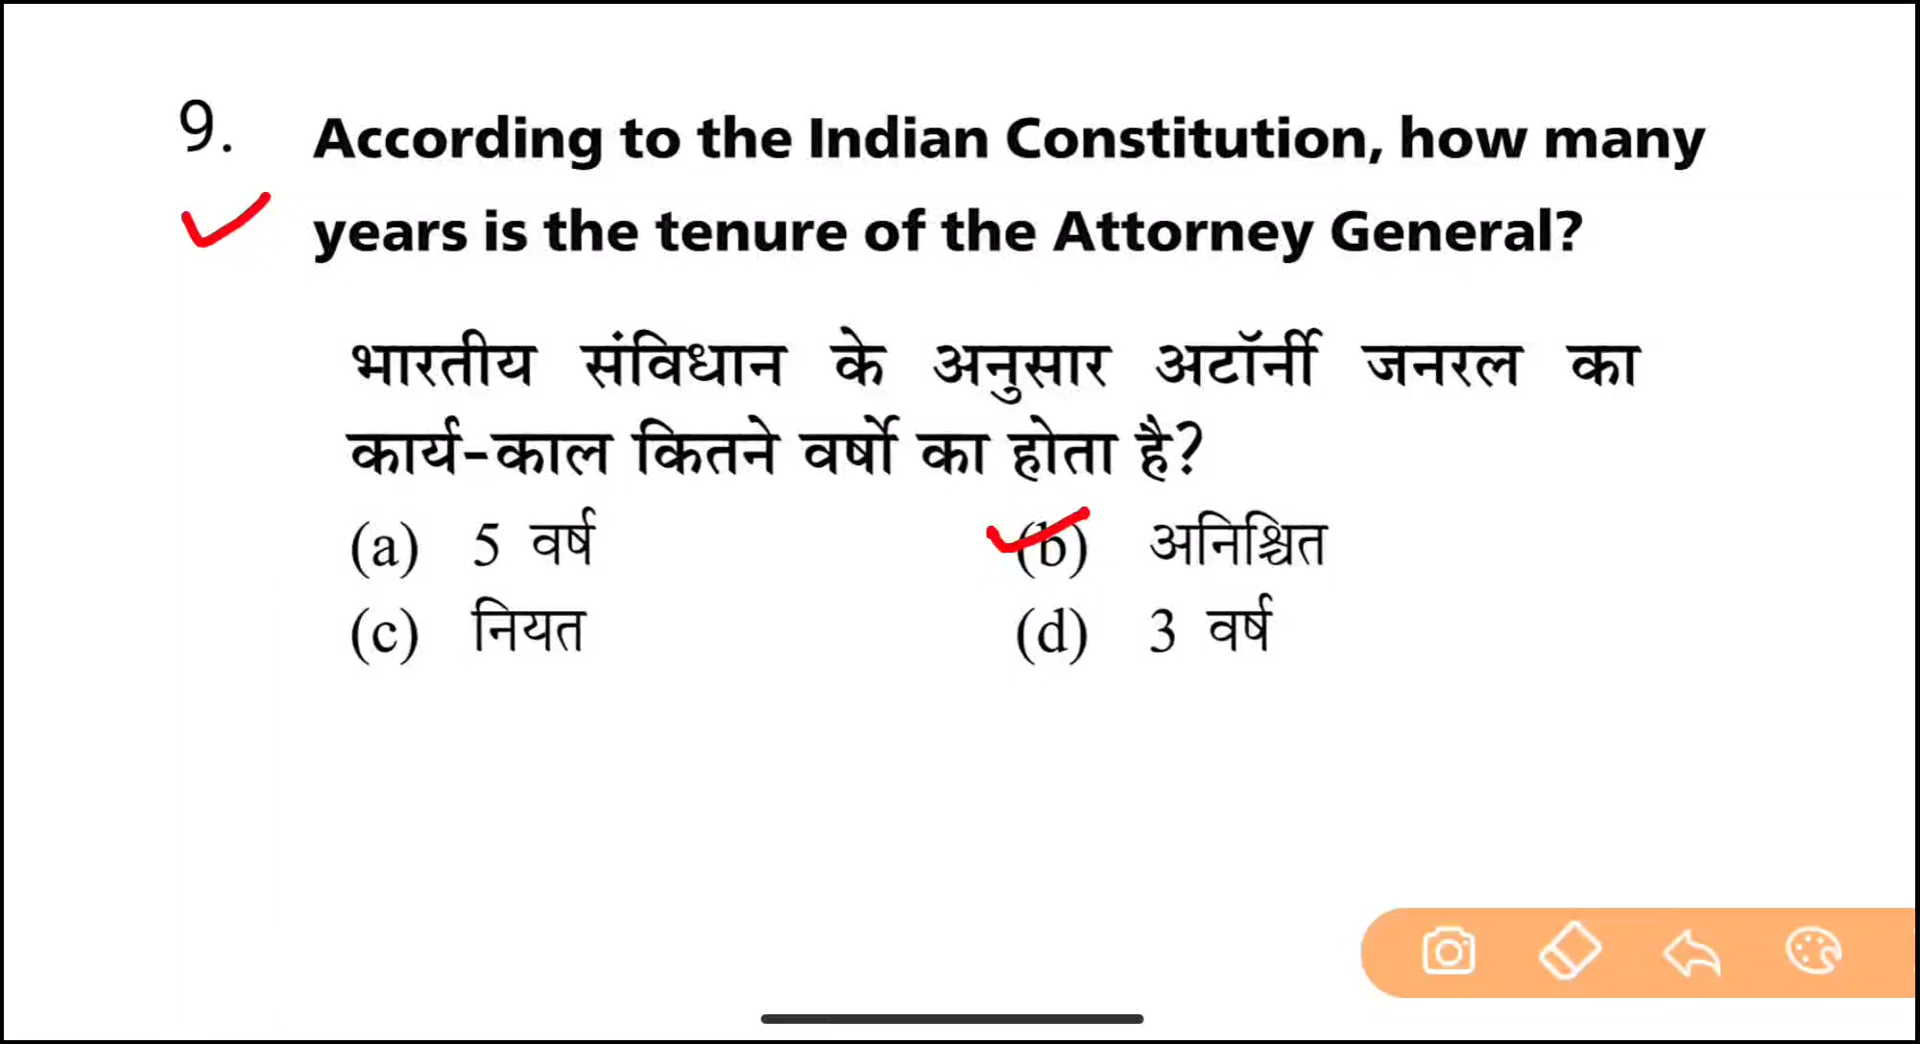 9. According to the Indian Constitution, how many
years is the tenure of the Attorney General?
भारतीय संविधान के अनुसार अटॉर्नी जनरल का
कार्य-काल कितने वर्षो का होता है?
(a) 5 वर्ष (b) अनिश्चित
(c) नियत (d) 3 वर्ष